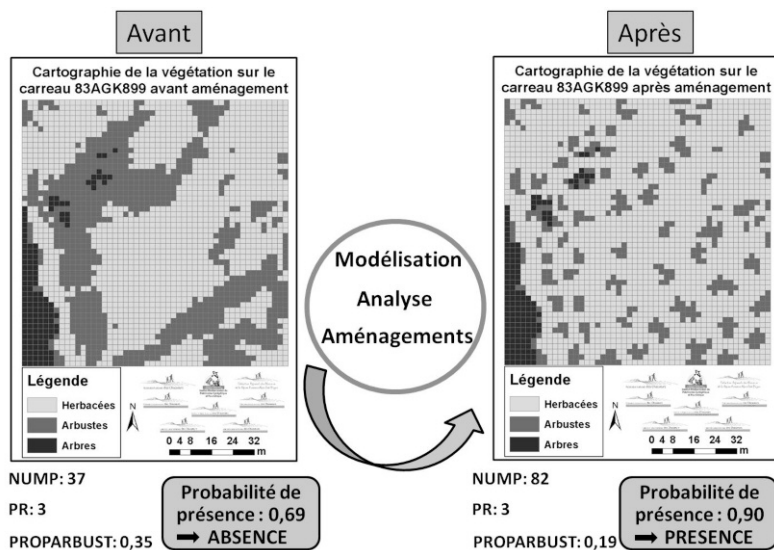 Avant
Cartographie de la végétation sur le
carreau 83AGK899 avant aménagement
Légende
Herbacées
Arbustes
Arbres
N
0 4 8 16 24 32
m
NUMP: 37
PR: 3
PROPARBUST: 0,35
Probabilité de
présence : 0,69
➡ ABSENCE
Modélisation
Analyse
Aménagements
Après
Cartographie de la végétation sur le
carreau 83AGK899 après aménagement
Légende
Herbacées
Arbustes
Arbres
N
0 4 8 16 24 32
m
NUMP: 82
PR: 3
PROPARBUST: 0,19
Probabilité de
présence : 0,90
➡ PRESENCE